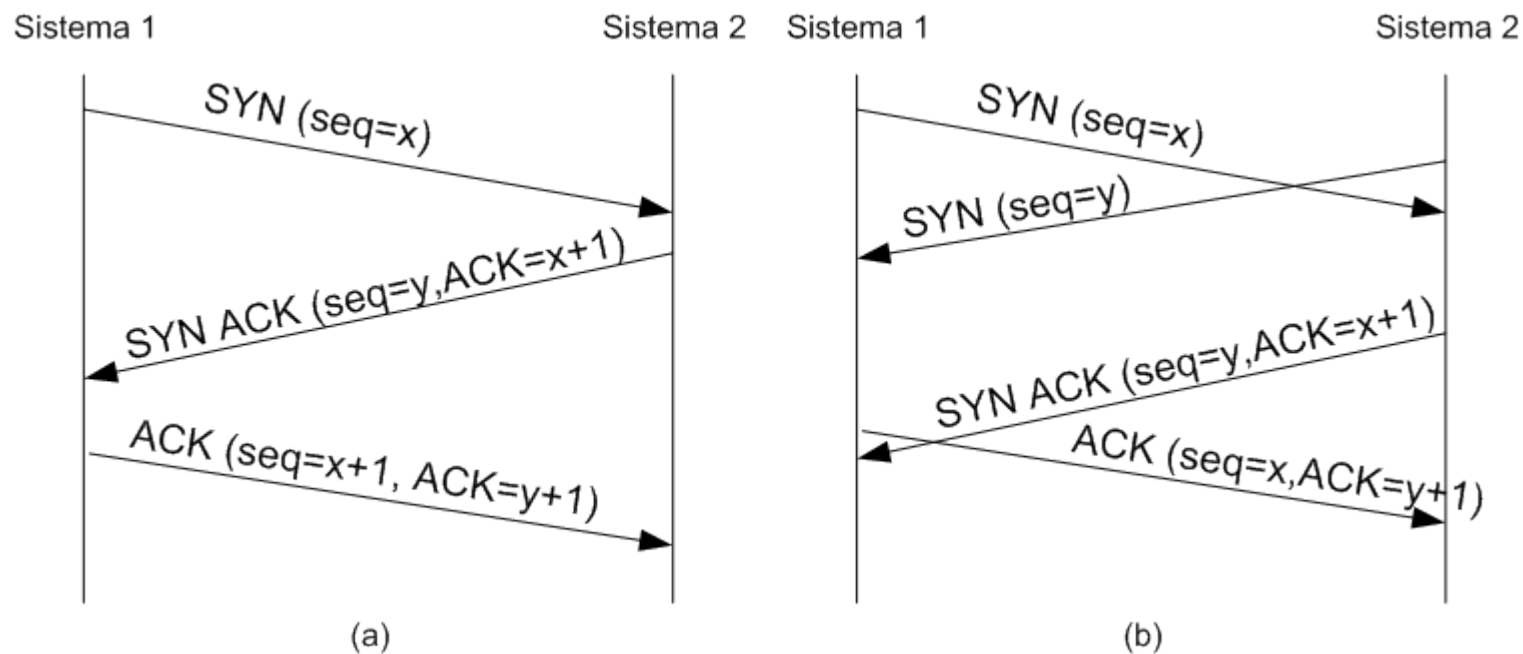 Sistema 1
Sistema 2
SYN (seq=x)
SYN ACK (seq=y,ACK=x+1)
ACK (seq=x+1, ACK=y+1)
(a)
Sistema 1
Sistema 2
SYN (seq=x)
SYN (seq=y)
SYN ACK (seq=y,ACK=x+1)
ACK (seq=x,ACK=y+1)
(b)